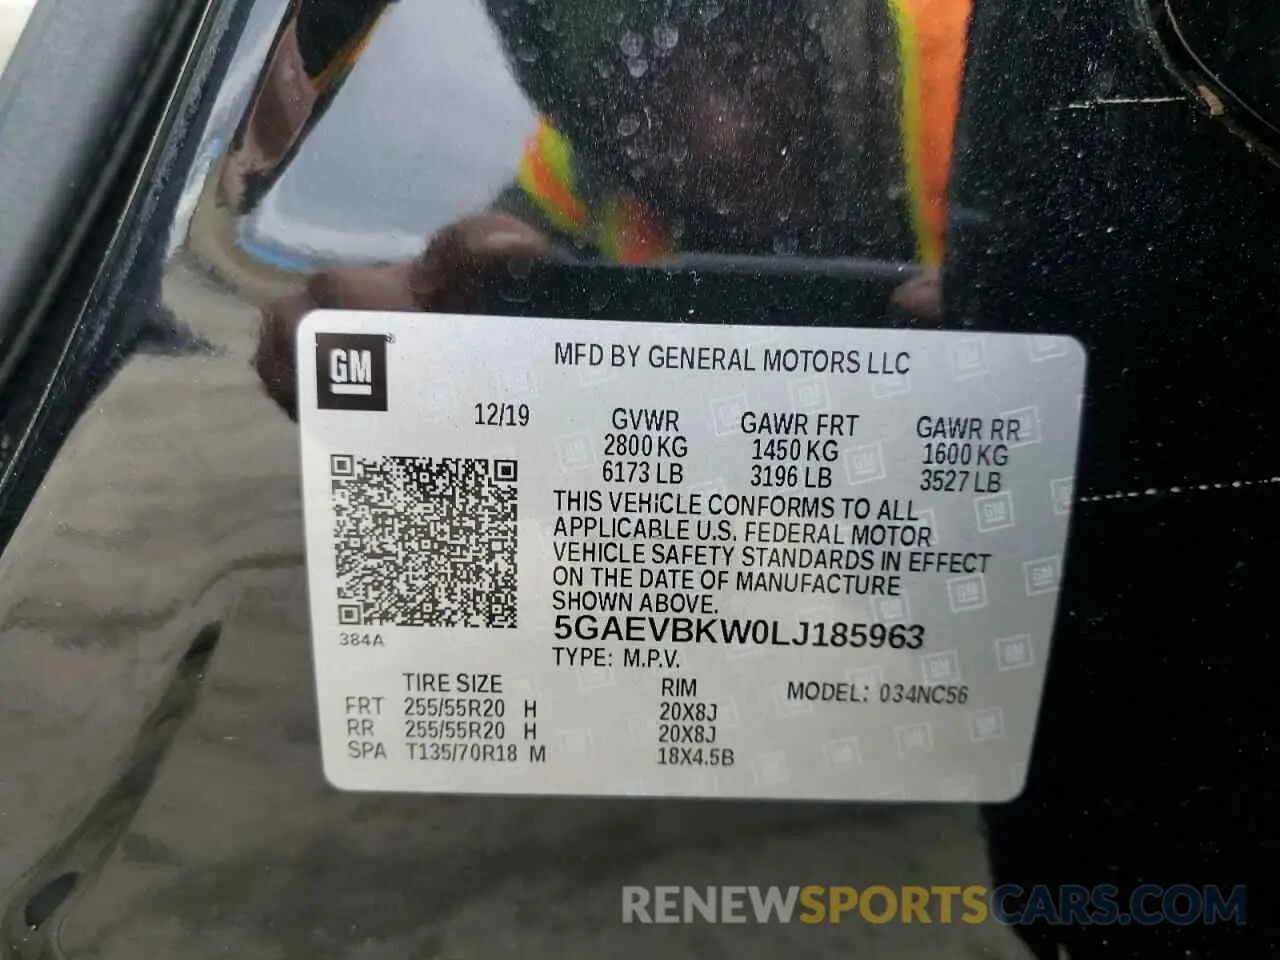 GM
MFD BY GENERAL MOTORS LLC
12/19 GVWR GAWR FRT GAWR RR
2800 KG 1450 KG 1600 KG
6173 LB 3196 LB 3527 LB
THIS VEHICLE CONFORMS TO ALL
APPLICABLE U.S. FEDERAL MOTOR
VEHICLE SAFETY STANDARDS IN EFFECT
ON THE DATE OF MANUFACTURE
SHOWN ABOVE.
5GAEVBKW0LJ185963
384A
TYPE: M.P.V.
TIRE SIZE RIM MODEL: 034NC56
FRT 255/55R20 H 20X8J
RR 255/55R20 H 20X8J
SPA T135/70R18 M 18X4.5B
RENEWSPORTSCARS.COM